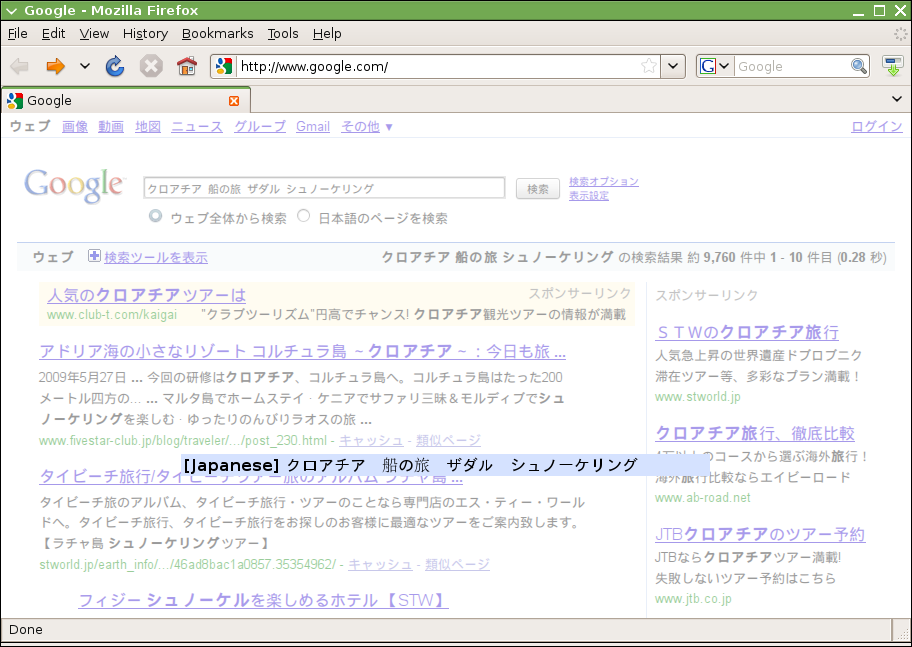 Google - Mozilla Firefox
File Edit View History Bookmarks Tools Help
http://www.google.com/
Google
Google
ウェブ 画像 動画 地図 ニュース グループ Gmail その他 ▼ ログイン
Google
クロアチア 船の旅 ザダル シュノーケリング
検索
検索オプション
表示設定
ウェブ全体から検索 日本語のページを検索
ウェブ 検索ツールを表示 クロアチア 船の旅 シュノーケリング の検索結果 約 9,760 件中 1 - 10 件目 (0.28 秒)
人気のクロアチアツアーは スポンサーリンク
www.club-t.com/kaigai "クラブツーリズム"円高でチャンス! クロアチア観光ツアーの情報が満載
アドリア海の小さなリゾート コルチュラ島 ～クロアチア～：今日も旅 ...
2009年5月27日 ... 今回の研修はクロアチア、コルチュラ島へ。コルチュラ島はたった200
メートル四方の... ... マルタ島でホームステイ · ケニアでサファリ三昧＆モルディブでシュ
ノーケリングを楽しむ · ゆったりのんびりラオスの旅 ...
www.fivestar-club.jp/blog/traveler/.../post_230.html - キャッシュ - 類似ページ
[Japanese] クロアチア　船の旅　ザダル　シュノーケリング
タイビーチ旅行/タイビーチツアー旅のアルバム ラチャ島 ...
タイビーチ旅のアルバム、タイビーチ旅行・ツアーのことなら専門店のエス・ティー・ワール
ドへ。タイビーチ旅行、タイビーチ旅行をお探しのお客様に最適なツアーをご案内致します。
【ラチャ島 シュノーケリングツアー】
stworld.jp/earth_info/.../46ad8bac1a0857.35354962/ - キャッシュ - 類似ページ
フィジー シュノーケルを楽しめるホテル 【STW】
スポンサーリンク
ＳＴＷのクロアチア旅行
人気急上昇の世界遺産ドブロブニク
滞在ツアー等、多彩なプラン満載！
www.stworld.jp
クロアチア旅行、徹底比較
のコースから選ぶ海外旅行！
海外旅行比較ならエイビーロード
www.ab-road.net
JTBクロアチアのツアー予約
JTBならクロアチアツアー満載!
失敗しないツアー予約はこちら
www.jtb.co.jp
Done